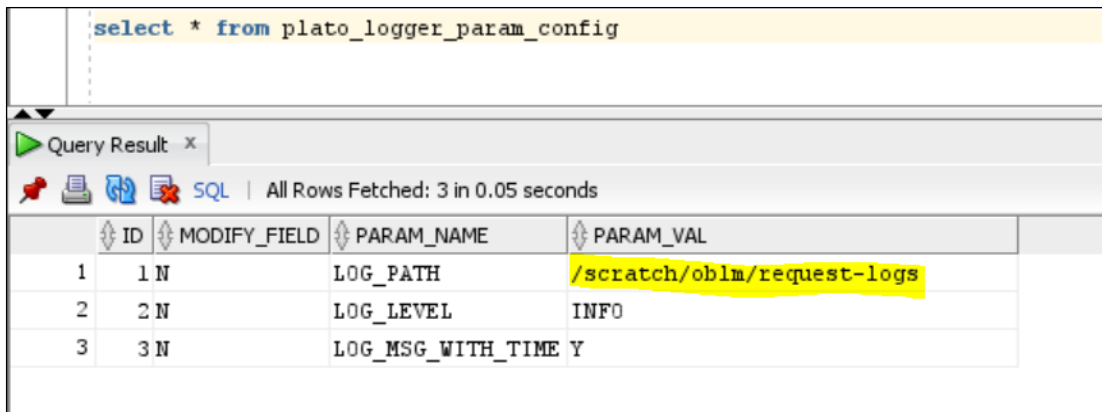 select * from plato_logger_param_config
Query Result x
SQL | All Rows Fetched: 3 in 0.05 seconds
ID MODIFY_FIELD PARAM_NAME PARAM_VAL
1 1 N LOG_PATH /scratch/oblm/request-logs
2 2 N LOG_LEVEL INFO
3 3 N LOG_MSG_WITH_TIME Y